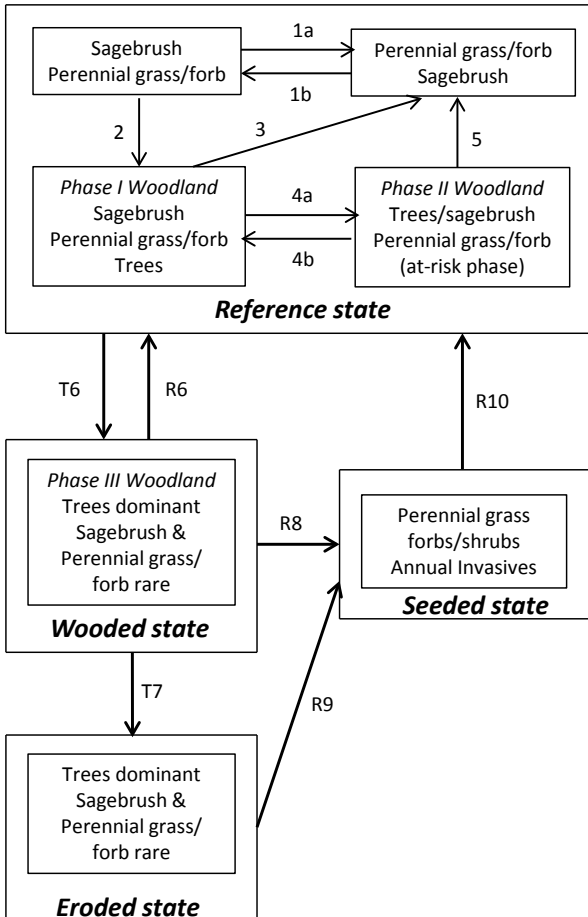 Sagebrush
Perennial grass/forb
1a
1b
Perennial grass/forb
Sagebrush
2
3
5
Phase I Woodland
Sagebrush
Perennial grass/forb
Trees
4a
4b
Phase II Woodland
Trees/sagebrush
Perennial grass/forb
(at-risk phase)
Reference state
T6
R6
R10
Phase III Woodland
Trees dominant
Sagebrush &
Perennial grass/
forb rare
Wooded state
R8
Perennial grass
forbs/shrubs
Annual Invasives
Seeded state
T7
R9
Trees dominant
Sagebrush &
Perennial grass/
forb rare
Eroded state